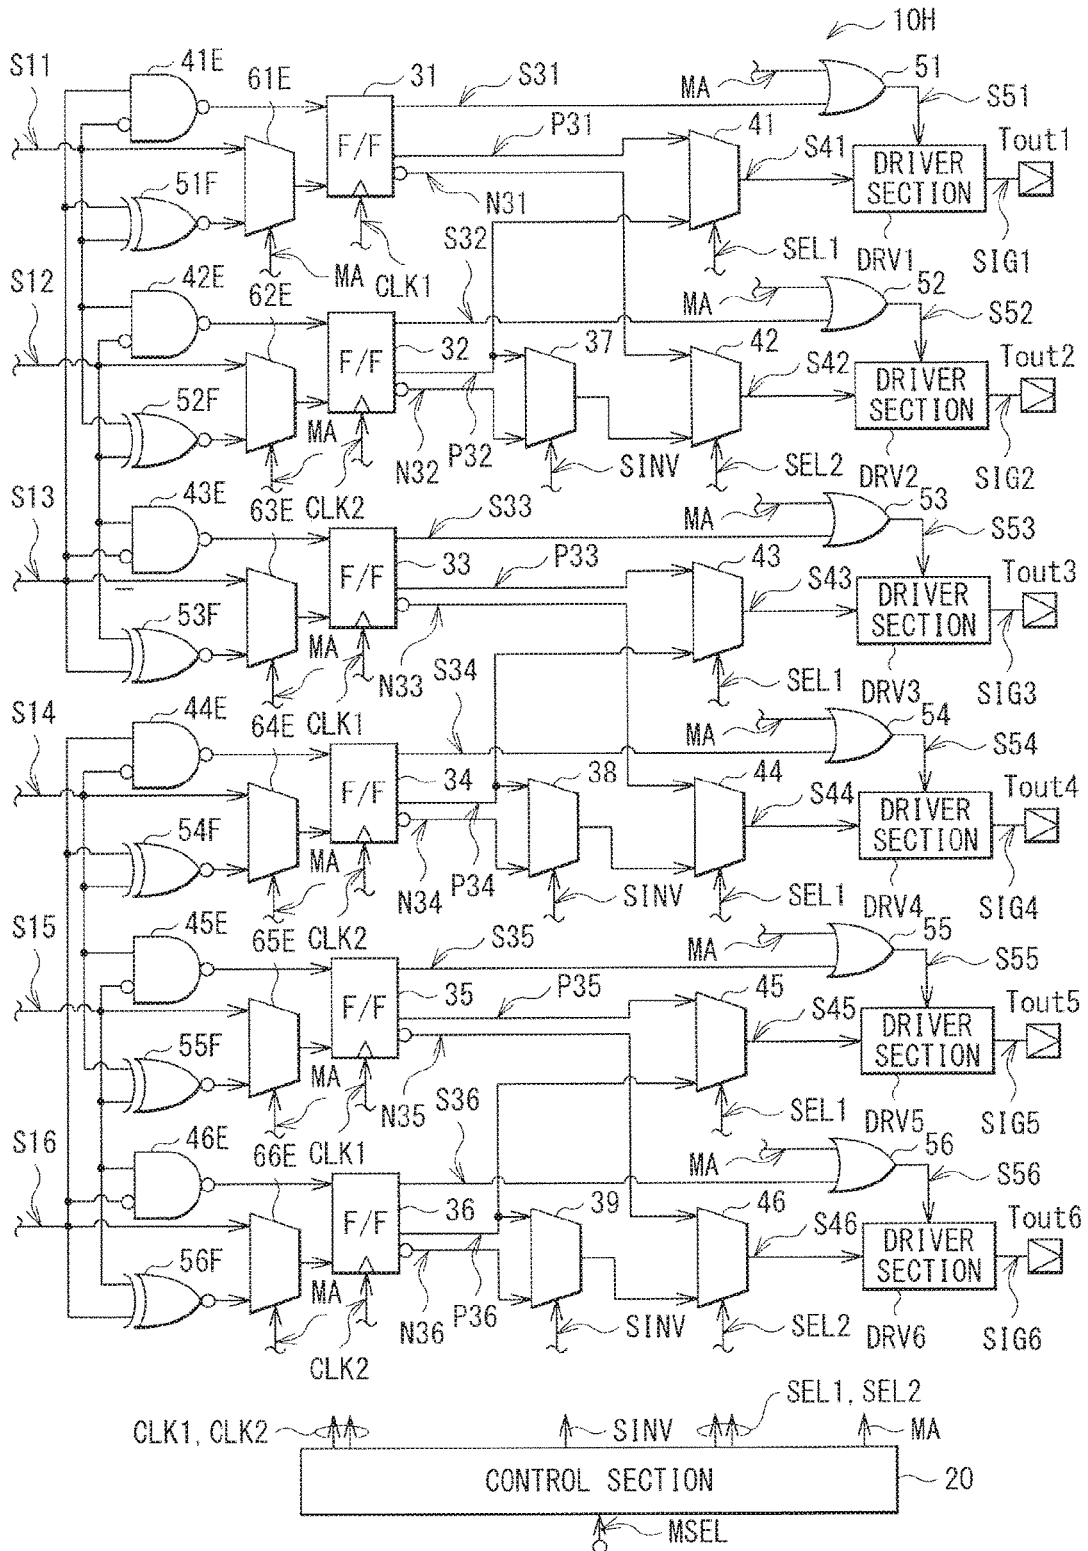 10H
S11
41E
61E
31
S31
MA
51
S51
P31
41
Tout1
F/F
S41
DRIVER
SECTION
51F
N31
S32
SEL1
DRV1
SIG1
S12
42E
MA
62E
CLK1
MA
52
S52
32
37
42
Tout2
F/F
S42
DRIVER
SECTION
52F
MA
N32
P32
SINV
SEL2
DRV2
SIG2
S13
43E
63E
CLK2
S33
MA
53
S53
33
P33
43
Tout3
F/F
S43
DRIVER
SECTION
53F
MA
N33
S34
SEL1
DRV3
SIG3
S14
44E
64E
CLK1
MA
54
S54
34
38
44
Tout4
F/F
S44
DRIVER
SECTION
54F
MA
N34
P34
SINV
SEL1
DRV4
SIG4
S15
45E
65E
CLK2
S35
MA
55
S55
35
P35
45
Tout5
F/F
S45
DRIVER
SECTION
55F
MA
N35
S36
SEL1
DRV5
SIG5
S16
46E
66E
CLK1
MA
56
S56
36
39
46
Tout6
F/F
S46
DRIVER
SECTION
56F
MA
N36
P36
SINV
SEL2
DRV6
SIG6
CLK2
CLK1, CLK2
SINV
SEL1, SEL2
MA
CONTROL SECTION
20
MSEL